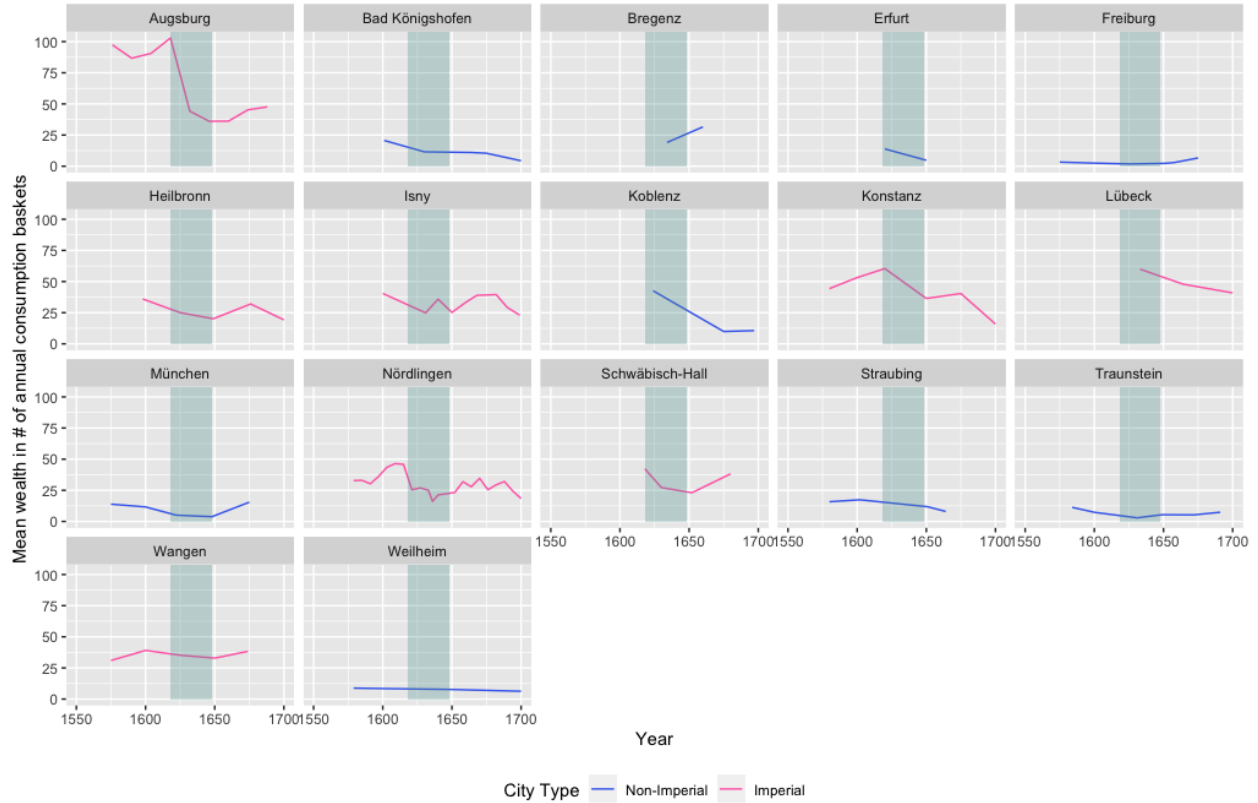 Augsburg
Bad Königshofen
Bregenz
Erfurt
Freiburg
100
75
50
25
0
Heilbronn
Isny
Koblenz
Konstanz
Lübeck
100
75
50
25
0
München
Nördlingen
Schwäbisch-Hall
Straubing
Traunstein
100
75
50
25
0
1550 1600 1650 1700
1550 1600 1650 1700
1550 1600 1650 1700
Wangen
Weilheim
100
75
50
25
0
1550 1600 1650 1700
1550 1600 1650 1700
Mean wealth in # of annual consumption baskets
Year
City Type Non-Imperial Imperial